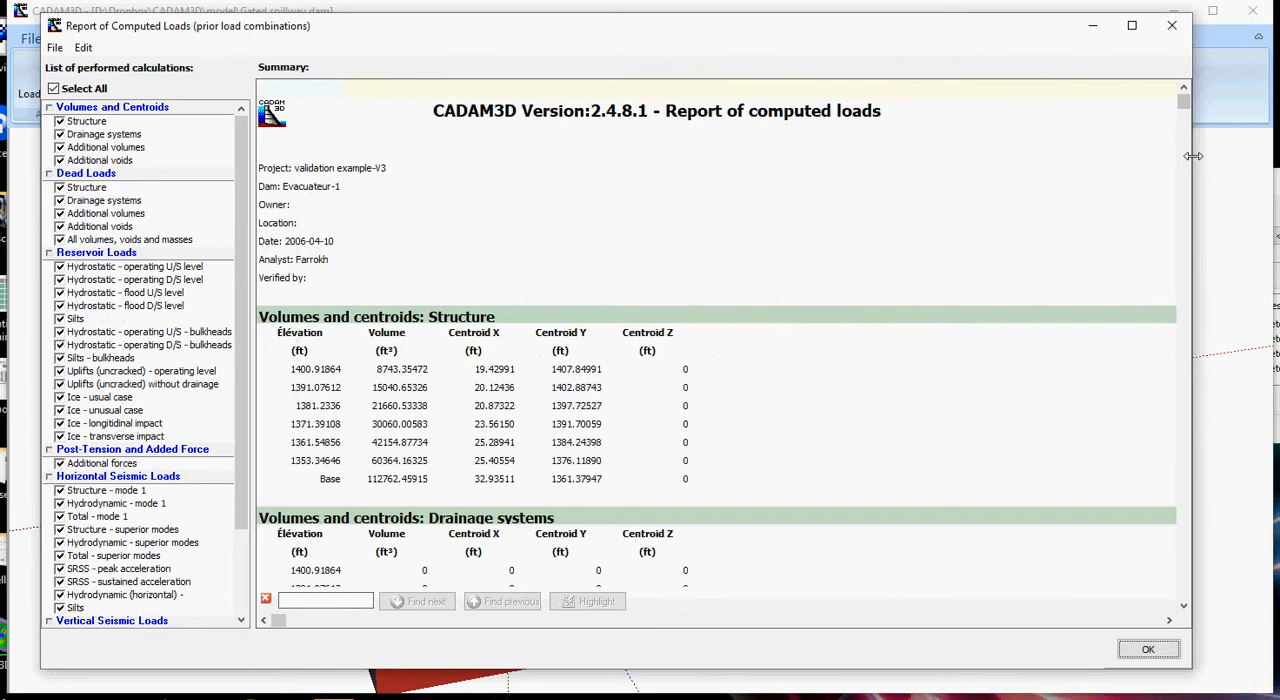 CADAM3D - [D:\Dropbox\CADAM3D\model\Gated spillway.dam]
File
Load
Report of Computed Loads (prior load combinations)
File Edit
List of performed calculations:
Select All
Volumes and Centroids
Structure
Drainage systems
Additional volumes
Additional voids
Dead Loads
Structure
Drainage systems
Additional volumes
Additional voids
All volumes, voids and masses
Reservoir Loads
Hydrostatic - operating U/S level
Hydrostatic - operating D/S level
Hydrostatic - flood U/S level
Hydrostatic - flood D/S level
Silts
Hydrostatic - operating U/S - bulkheads
Hydrostatic - operating D/S - bulkheads
Silts - bulkheads
Uplifts (uncracked) - operating level
Uplifts (uncracked) without drainage
Ice - usual case
Ice - unusual case
Ice - longitidinal impact
Ice - transverse impact
Post-Tension and Added Force
Additional forces
Horizontal Seismic Loads
Structure - mode 1
Hydrodynamic - mode 1
Total - mode 1
Structure - superior modes
Hydrodynamic - superior modes
Total - superior modes
SRSS - peak acceleration
SRSS - sustained acceleration
Hydrodynamic (horizontal) -
Silts
Vertical Seismic Loads
Summary:
CADAM 3D
CADAM3D Version:2.4.8.1 - Report of computed loads
Project: validation example-V3
Dam: Evacuateur-1
Owner:
Location:
Date: 2006-04-10
Analyst: Farrokh
Verified by:
Volumes and centroids: Structure
Élévation Volume Centroid X Centroid Y Centroid Z
(ft) (ft³) (ft) (ft) (ft)
1400.91864 8743.35472 19.42991 1407.84991 0
1391.07612 15040.65326 20.12436 1402.88743 0
1381.2336 21660.53338 20.87322 1397.72527 0
1371.39108 30060.00583 23.56150 1391.70059 0
1361.54856 42154.87734 25.28941 1384.24398 0
1353.34646 60364.16325 25.40554 1376.11890 0
Base 112762.45915 32.93511 1361.37947 0
Volumes and centroids: Drainage systems
Élévation Volume Centroid X Centroid Y Centroid Z
(ft) (ft³) (ft) (ft) (ft)
1400.91864 0 0 0 0
Find next Find previous Highlight
OK